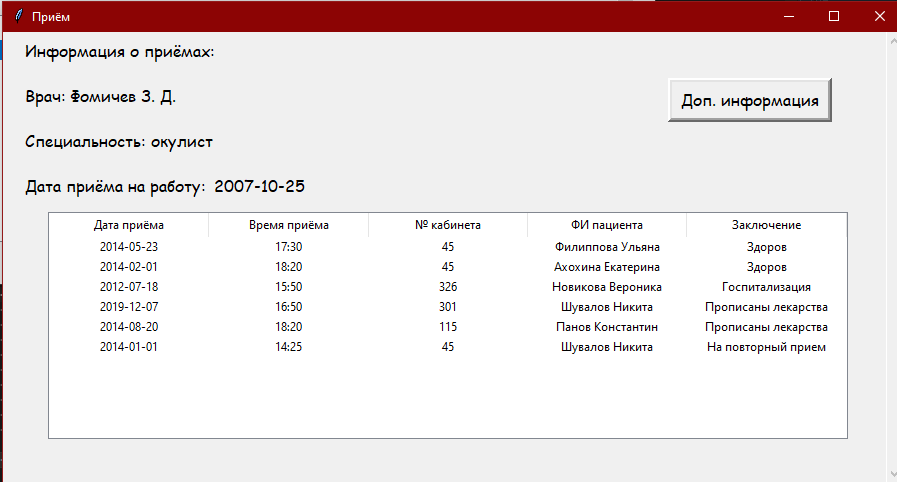 Приём
Информация о приёмах:
Врач: Фомичев З. Д.
Доп. информация
Специальность: окулист
Дата приёма на работу: 2007-10-25
Дата приёма Время приёма № кабинета ФИ пациента Заключение
2014-05-23 17:30 45 Филиппова Ульяна Здоров
2014-02-01 18:20 45 Ахохина Екатерина Здоров
2012-07-18 15:50 326 Новикова Вероника Госпитализация
2019-12-07 16:50 301 Шувалов Никита Прописаны лекарства
2014-08-20 18:20 115 Панов Константин Прописаны лекарства
2014-01-01 14:25 45 Шувалов Никита На повторный прием